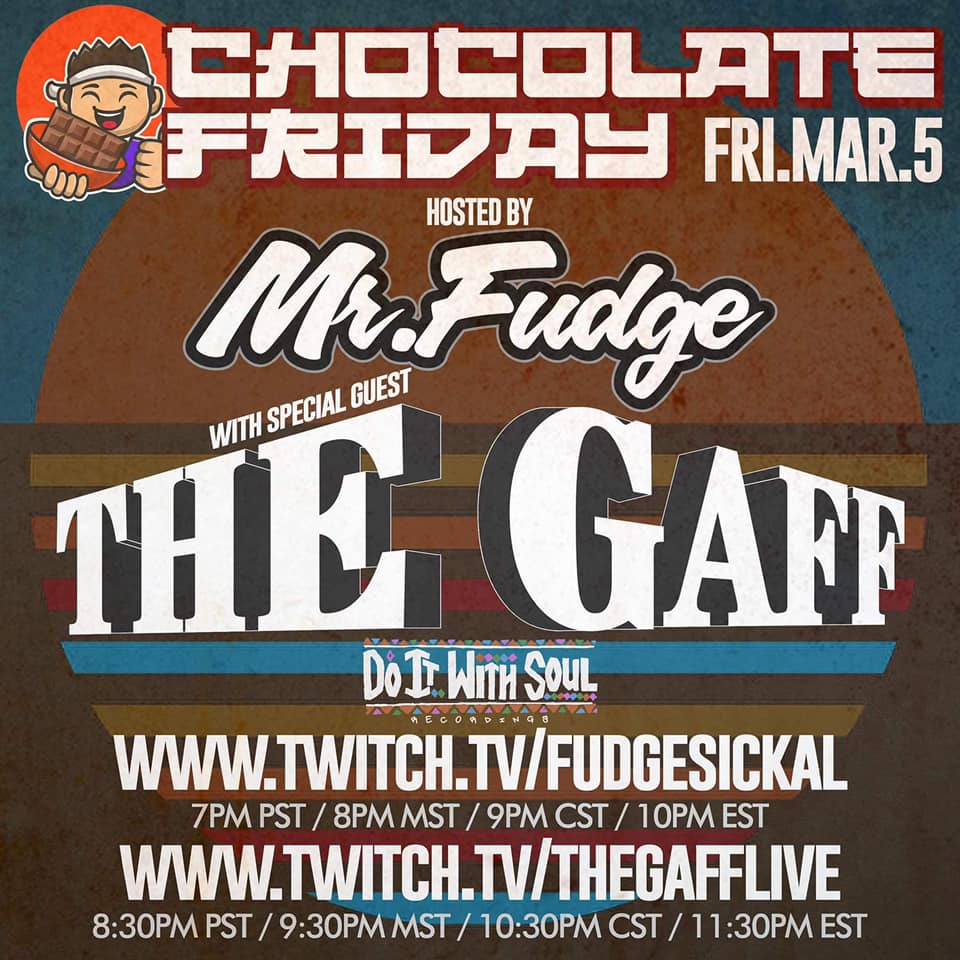 CHOCOLATE
FRIDAY FRI.MAR.5
HOSTED BY
Mr.Fudge
WITH SPECIAL GUEST
THE GAFF
DO IT WITH SOUL
RECORDINGS
WWW.TWITCH.TV/FUDGESICKAL
7PM PST / 8PM MST / 9PM CST / 10PM EST
WWW.TWITCH.TV/THEGAFFLIVE
8:30PM PST / 9:30PM MST / 10:30PM CST / 11:30PM EST